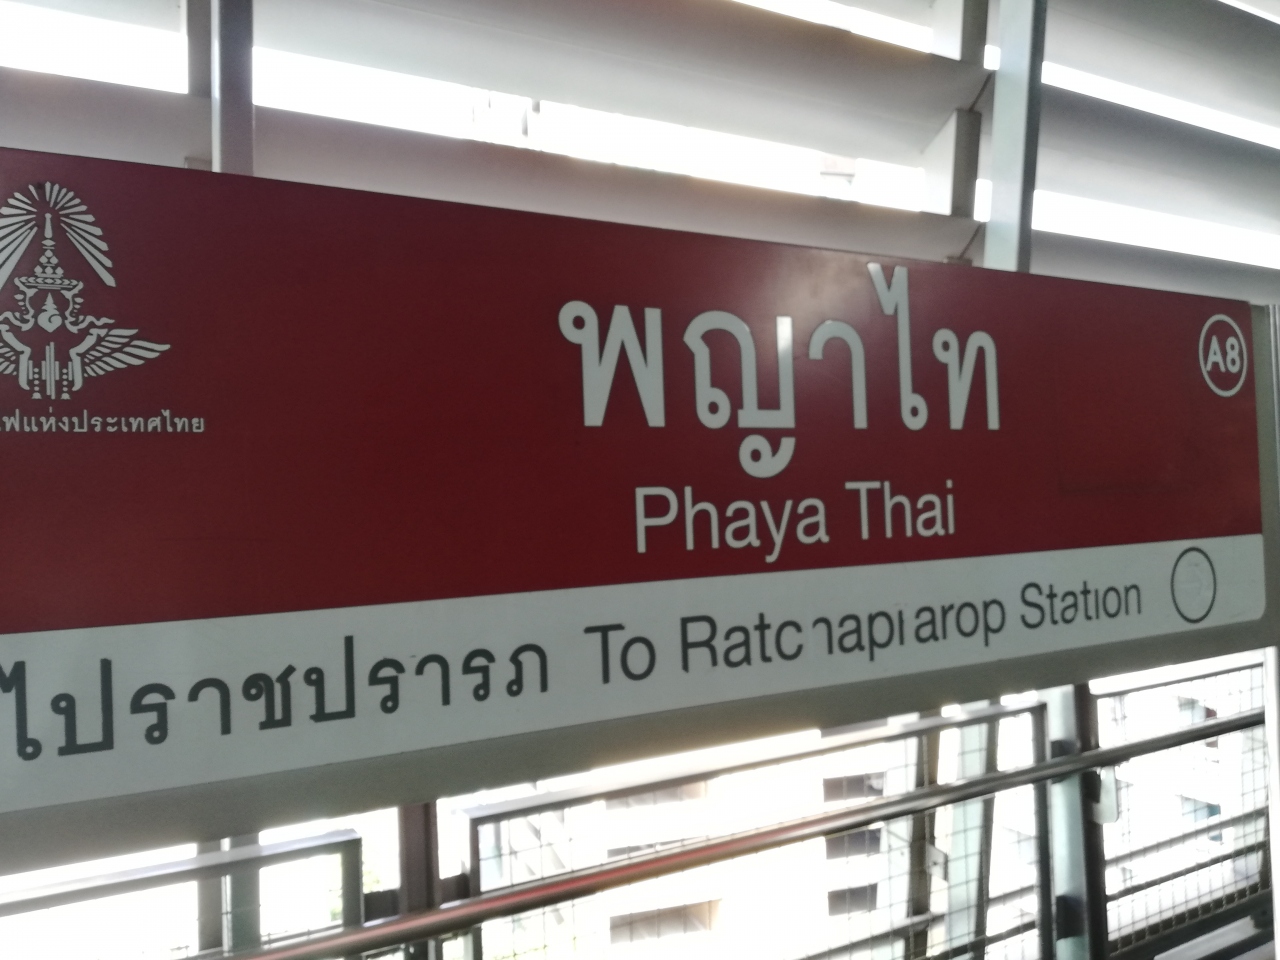 พญาไท
A8
แห่งประเทศไทย
Phaya Thai
ไปราชปรารภ To Ratchaprarop Station